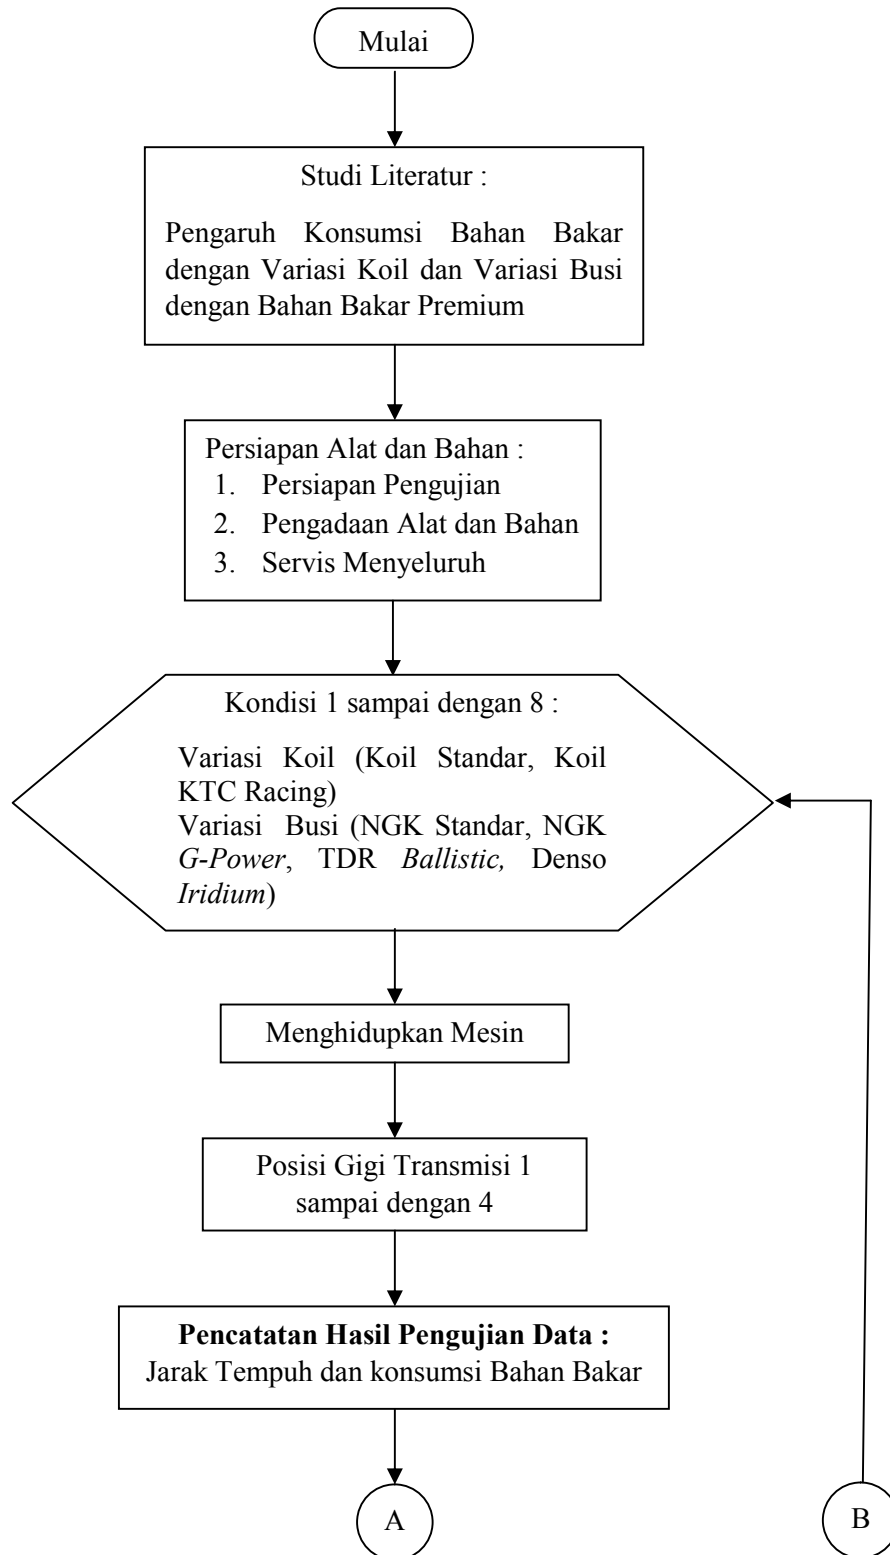 Mulai
Studi Literatur :
Pengaruh Konsumsi Bahan Bakar
dengan Variasi Koil dan Variasi Busi
dengan Bahan Bakar Premium
Persiapan Alat dan Bahan :
1. Persiapan Pengujian
2. Pengadaan Alat dan Bahan
3. Servis Menyeluruh
Kondisi 1 sampai dengan 8 :
Variasi Koil (Koil Standar, Koil
KTC Racing)
Variasi Busi (NGK Standar, NGK
G-Power, TDR Ballistic, Denso
Iridium)
Menghidupkan Mesin
Posisi Gigi Transmisi 1
sampai dengan 4
Pencatatan Hasil Pengujian Data :
Jarak Tempuh dan konsumsi Bahan Bakar
A
B